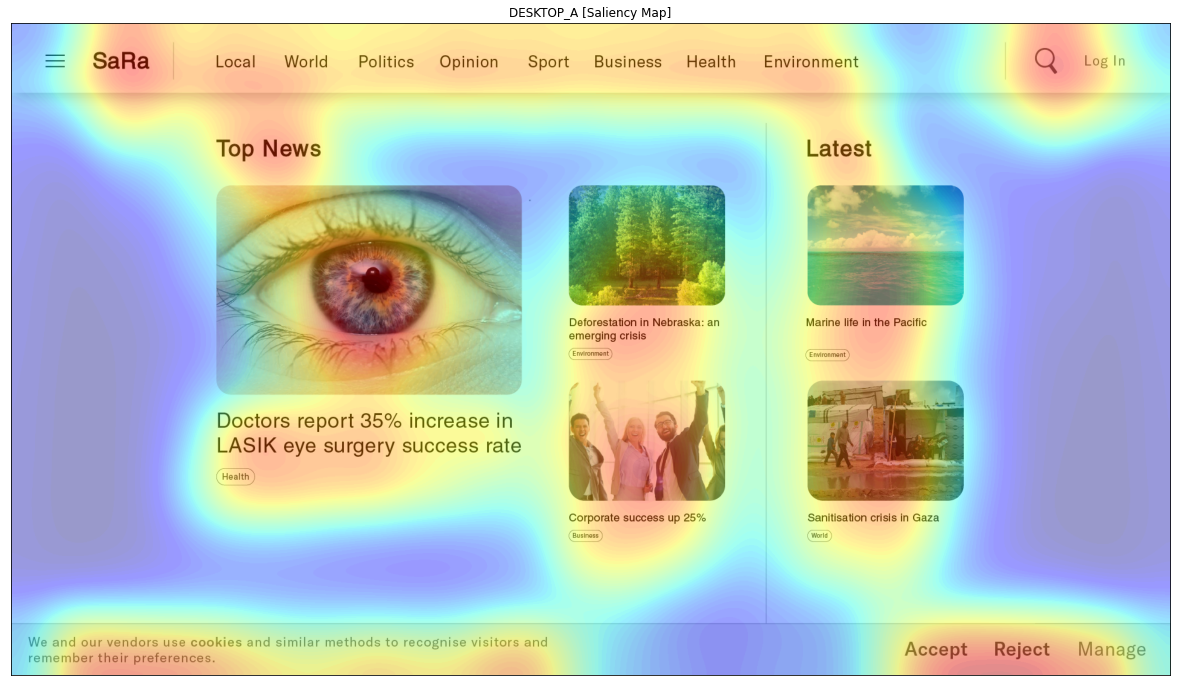 DESKTOP_A [Saliency Map]
SaRa
Local World Politics Opinion Sport Business Health Environment
Log In
Top News
Doctors report 35% increase in
LASIK eye surgery success rate
Health
Deforestation in Nebraska: an
emerging crisis
Environment
Corporate success up 25%
Business
Latest
Marine life in the Pacific
Environment
Sanitisation crisis in Gaza
World
We and our vendors use cookies and similar methods to recognise visitors and
remember their preferences.
Accept Reject Manage